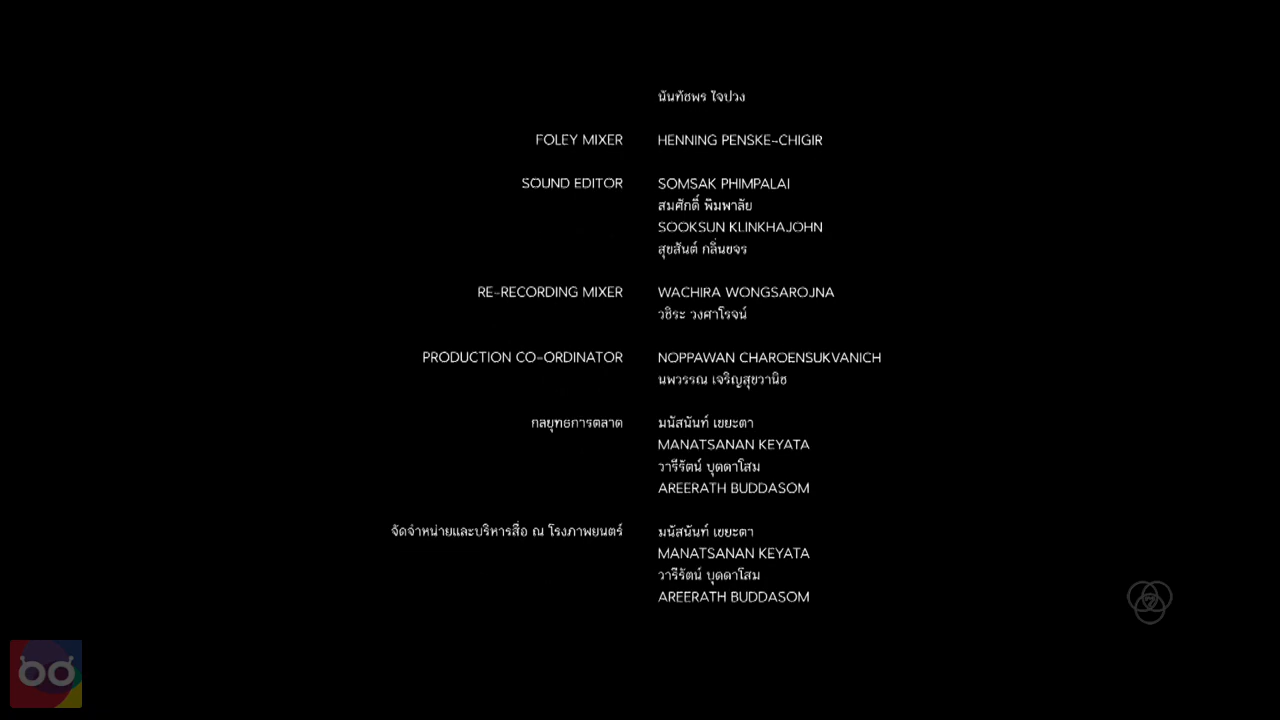 นันทัชพร ใจปวง
FOLEY MIXER HENNING PENSKE-CHIGIR
SOUND EDITOR SOMSAK PHIMPALAI
สมศักดิ์ พิมพาลัย
SOOKSUN KLINKHAJOHN
สุขสันต์ กลิ่นขจร
RE-RECORDING MIXER WACHIRA WONGSAROJNA
วชิระ วงศาโรจน์
PRODUCTION CO-ORDINATOR NOPPAWAN CHAROENSUKVANICH
นพวรรณ เจริญสุขวานิช
กลยุทธการตลาด มนัสนันท์ เขยะตา
MANATSANAN KEYATA
วารีรัตน์ บุดดาโสม
AREERATH BUDDASOM
จัดจำหน่ายและบริหารสื่อ ณ โรงภาพยนตร์ มนัสนันท์ เขยะตา
MANATSANAN KEYATA
วารีรัตน์ บุดดาโสม
AREERATH BUDDASOM